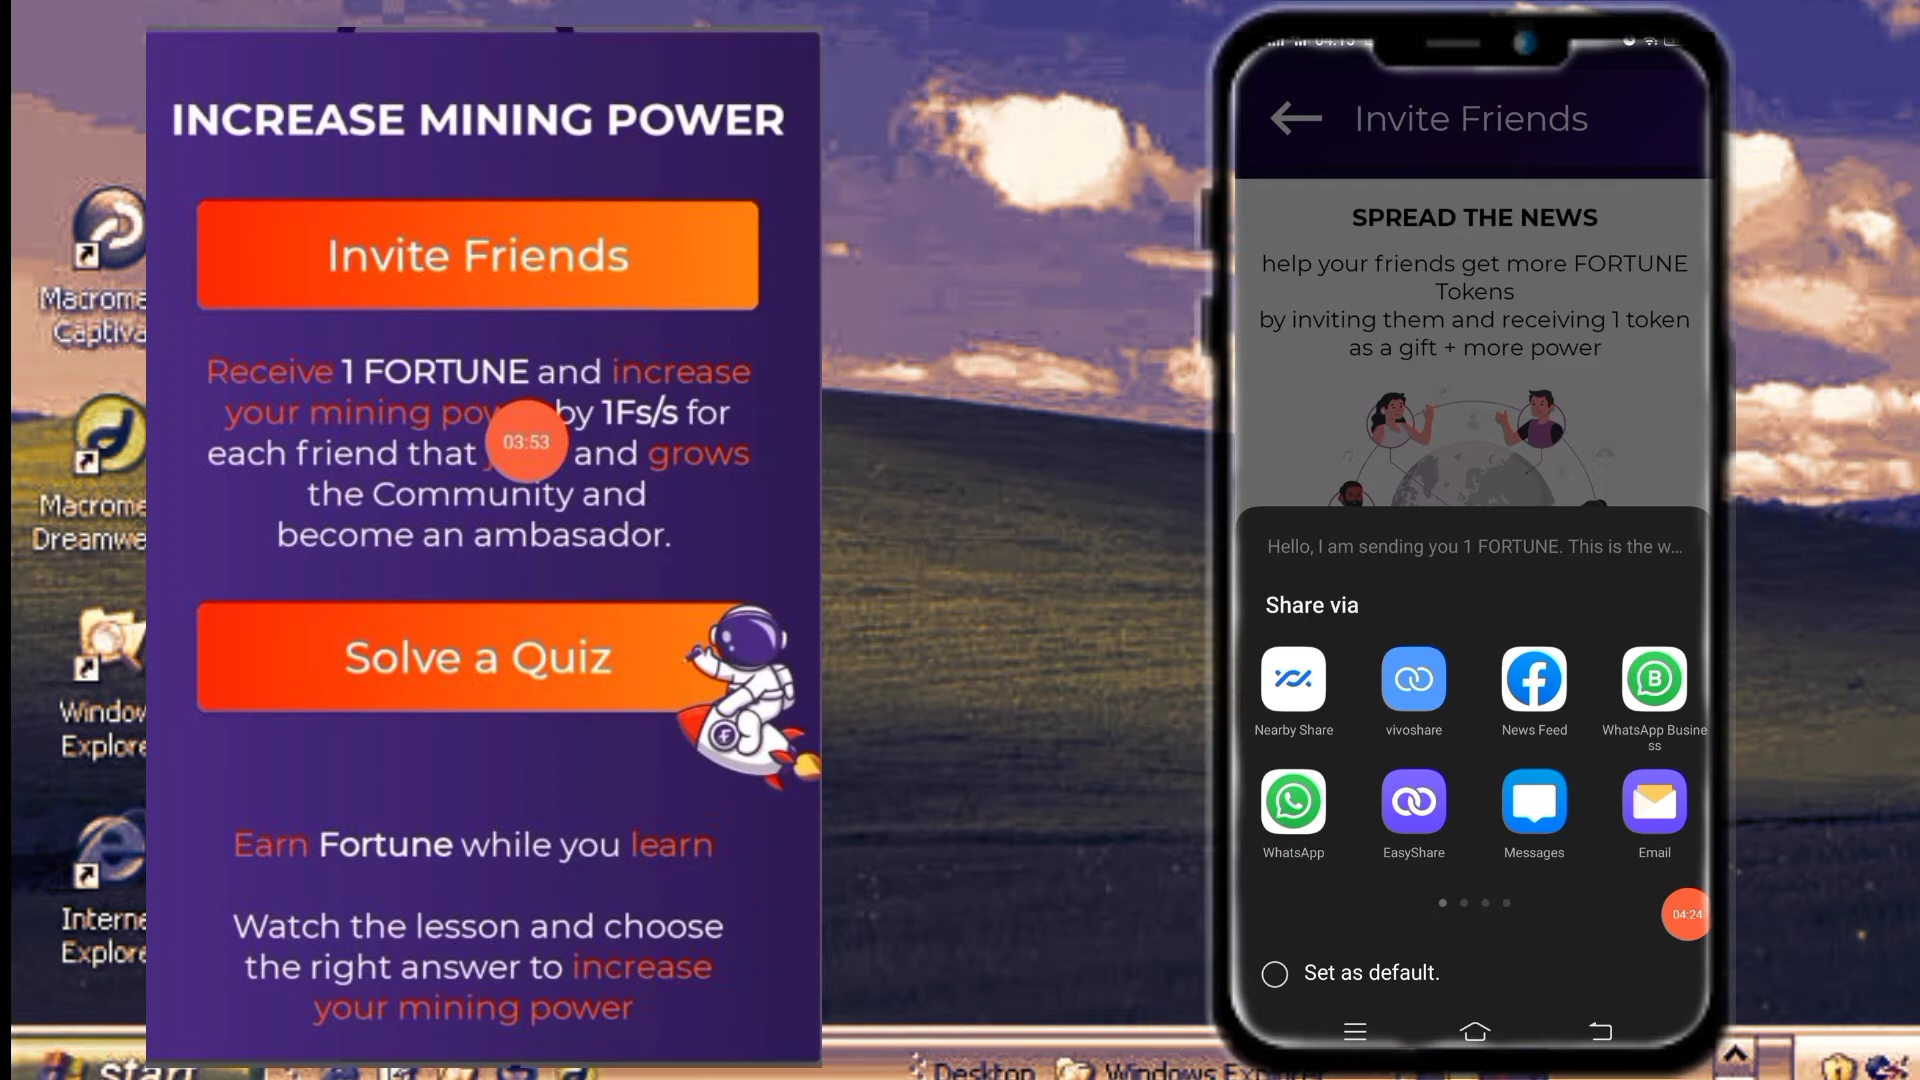 INCREASE MINING POWER
Invite Friends
Receive 1 FORTUNE and increase
your mining by 1Fs/s for
03:53
each friend that and grows
the Community and
become an ambasador.
Solve a Quiz
Earn Fortune while you learn
Watch the lesson and choose
the right answer to increase
your mining power
Invite Friends
SPREAD THE NEWS
help your friends get more FORTUNE
Tokens
by inviting them and receiving 1 token
as a gift + more power
Hello, I am sending you 1 FORTUNE. This is the w...
Share via
Nearby Share
vivoshare
News Feed
WhatsApp Busine
ss
WhatsApp
EasyShare
Messages
Email
04:24
Set as default.
start
Desktop
Windows